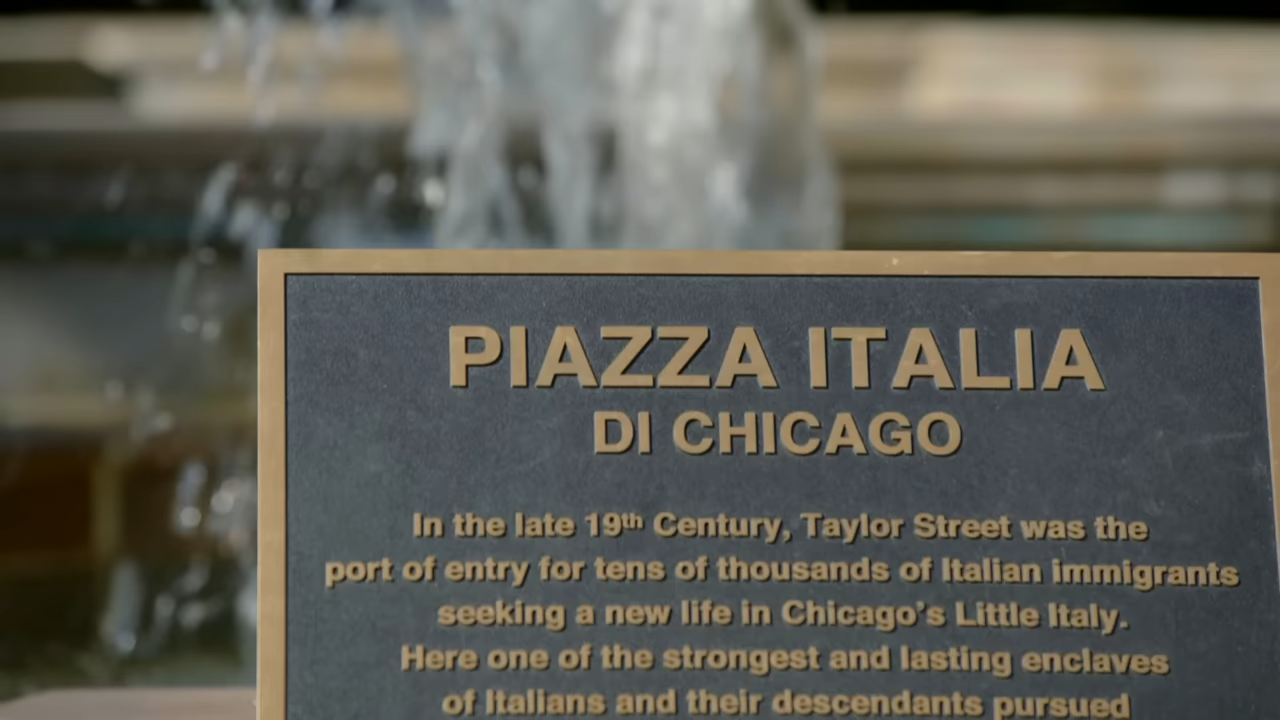 PIAZZA ITALIA
DI CHICAGO
In the late 19th Century, Taylor Street was the
port of entry for tens of thousands of Italian immigrants
seeking a new life in Chicago's Little Italy.
Here one of the strongest and lasting enclaves
of Italians and their descendants pursued